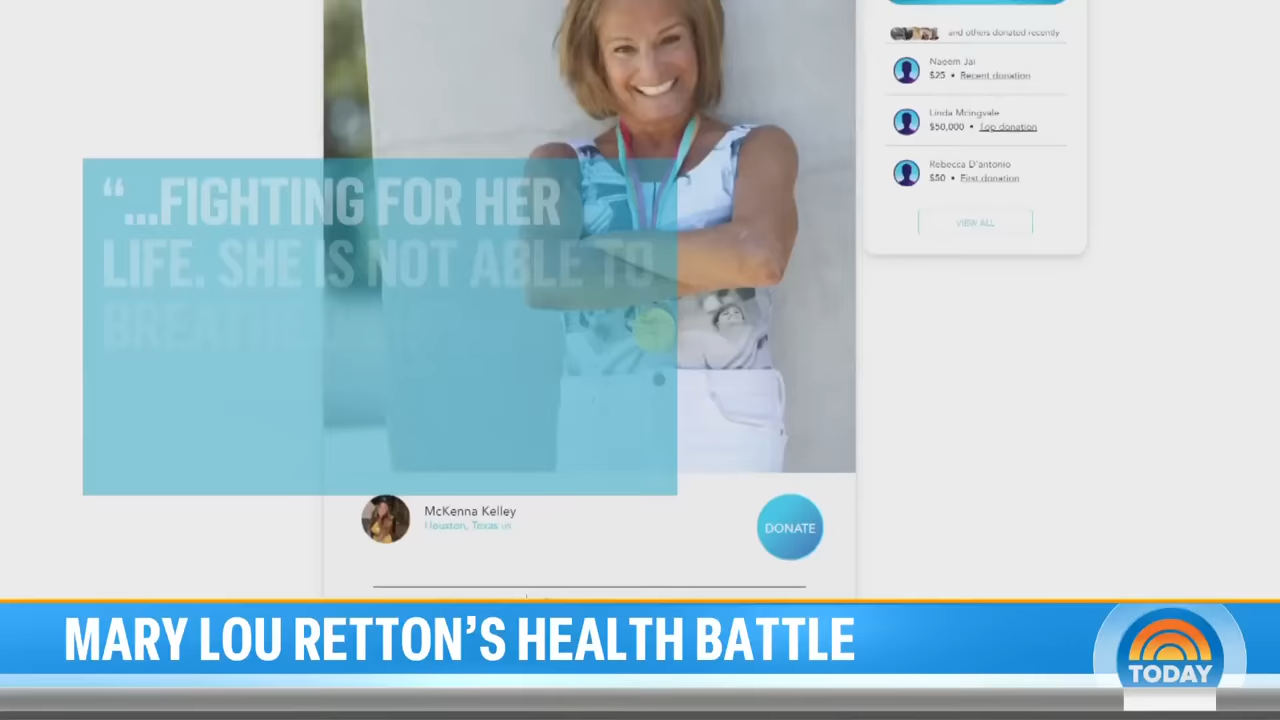 and others donated recently
Naeem Jai
$25 • Recent donation
Linda Mcingvale
$50,000 • Top donation
Rebecca D'antonio
$50 • First donation
VIEW ALL
“...FIGHTING FOR HER
LIFE. SHE IS NOT ABLE TO
BREATHE
McKenna Kelley
Houston, Texas
DONATE
MARY LOU RETTON’S HEALTH BATTLE
TODAY